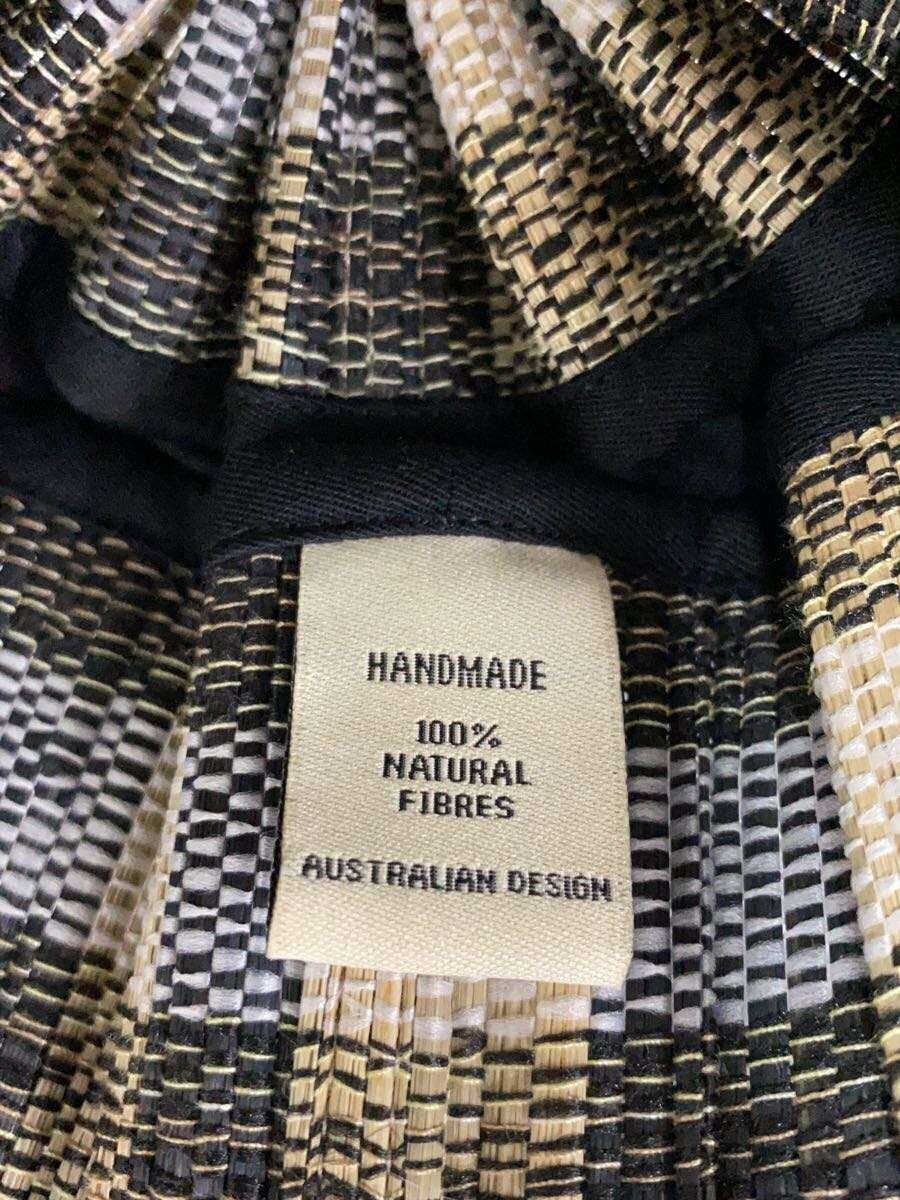 HANDMADE
100%
NATURAL
FIBRES
AUSTRALIAN DESIGN